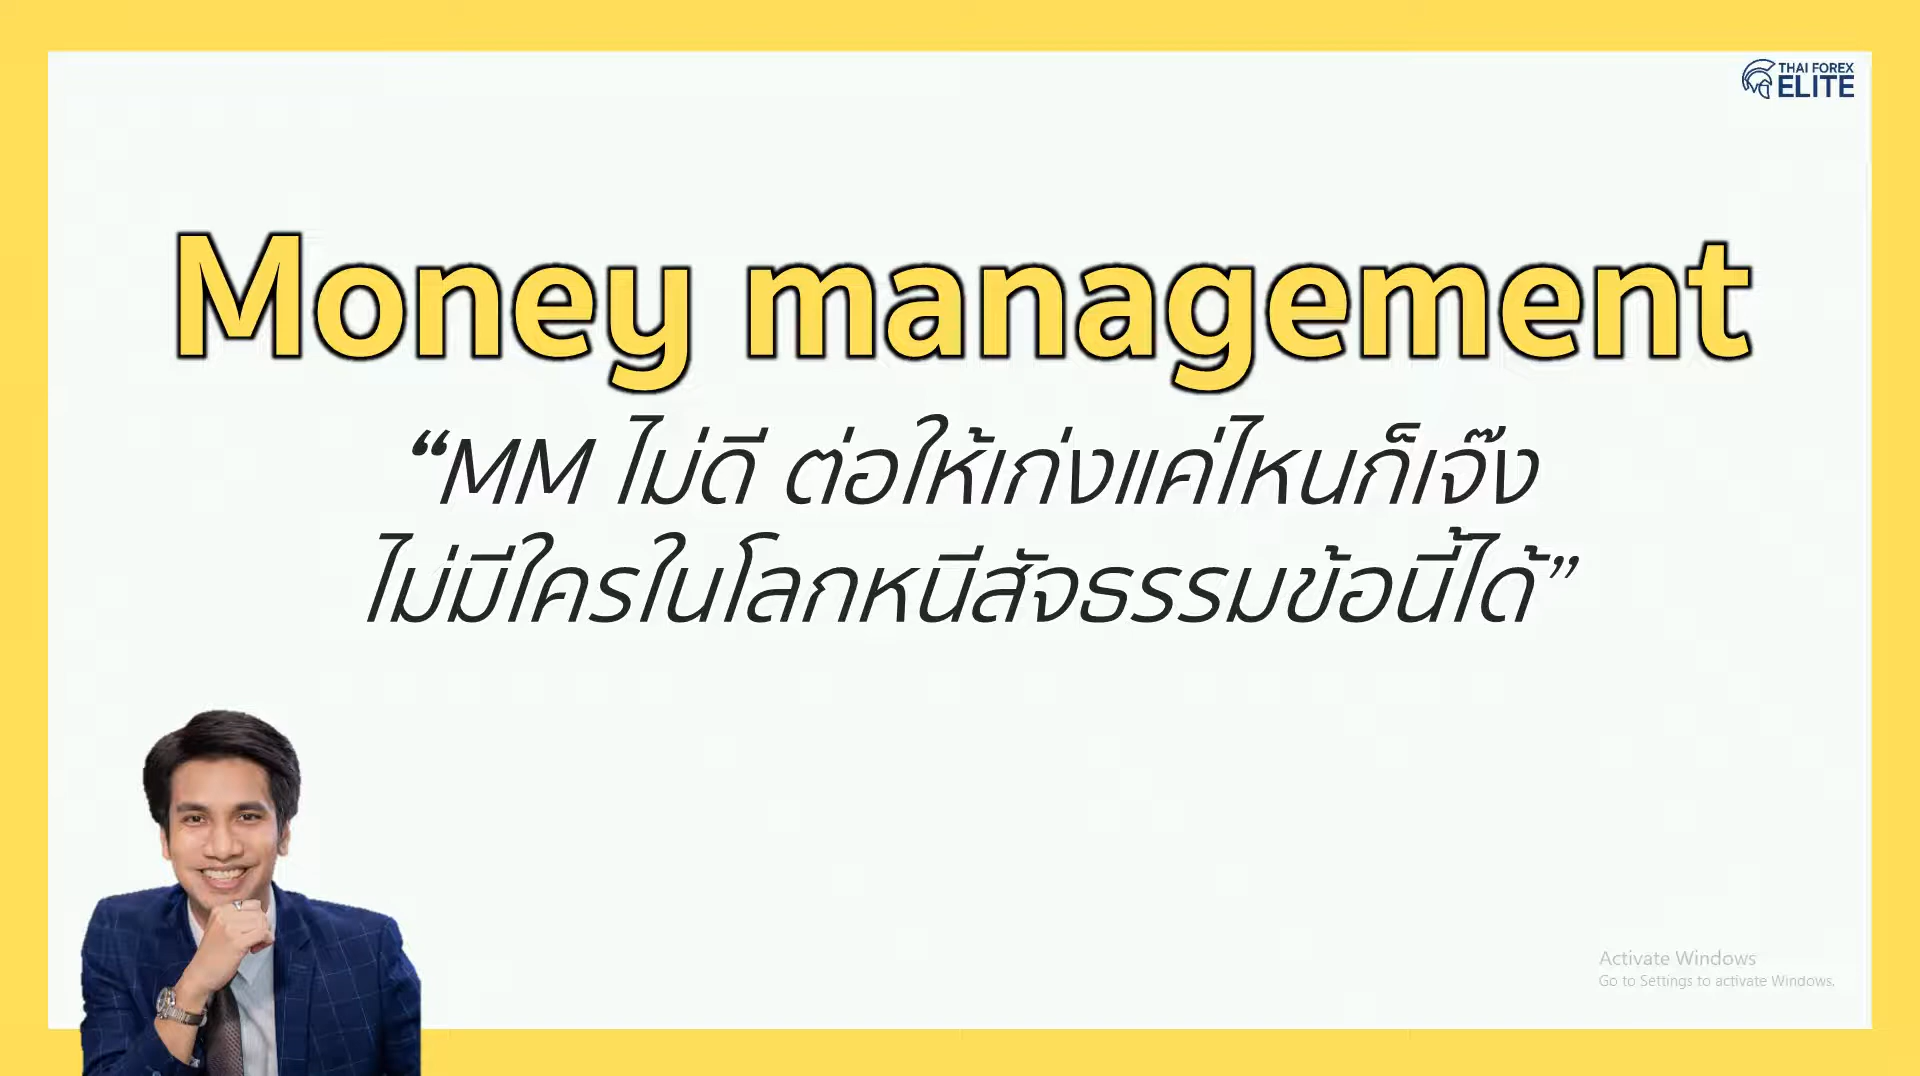 THAI FOREX
ELITE
Money management
“MM ไม่ดี ต่อให้เก่งแค่ไหนก็เจ๊ง
ไม่มีใครในโลกหนีสัจธรรมข้อนี้ได้”
Activate Windows
Go to Settings to activate Windows.